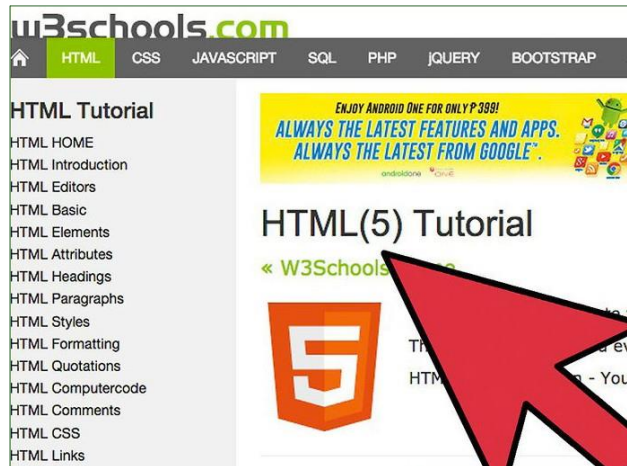 w3schools.com
HTML CSS JAVASCRIPT SQL PHP jQUERY BOOTSTRAP
HTML Tutorial
HTML HOME
HTML Introduction
HTML Editors
HTML Basic
HTML Elements
HTML Attributes
HTML Headings
HTML Paragraphs
HTML Styles
HTML Formatting
HTML Quotations
HTML Computercode
HTML Comments
HTML CSS
HTML Links
ENJOY ANDROID ONE FOR ONLY ₱399!
ALWAYS THE LATEST FEATURES AND APPS.
ALWAYS THE LATEST FROM GOOGLE™.
androidone
HTML(5) Tutorial
« W3Schools
5
- You